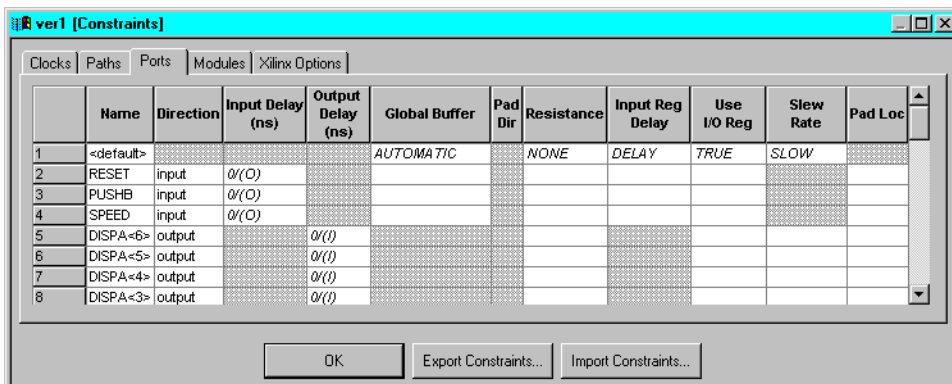 ver1 [Constraints]
Clocks Paths Ports Modules Xilinx Options
Name Direction Input Delay (ns) Output Delay (ns) Global Buffer Pad Dir Resistance Input Reg Delay Use I/O Reg Slew Rate Pad Loc
1 <default> AUTOMATIC NONE DELAY TRUE SLOW
2 RESET input 0/(O)
3 PUSHB input 0/(O)
4 SPEED input 0/(O)
5 DISPA<6> output 0/(I)
6 DISPA<5> output 0/(I)
7 DISPA<4> output 0/(I)
8 DISPA<3> output 0/(I)
OK Export Constraints... Import Constraints...